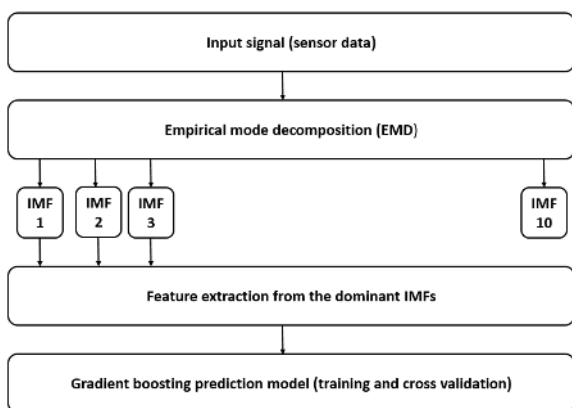 Input signal (sensor data)
Empirical mode decomposition (EMD)
IMF
1
IMF
2
IMF
3
IMF
10
Feature extraction from the dominant IMFs
Gradient boosting prediction model (training and cross validation)